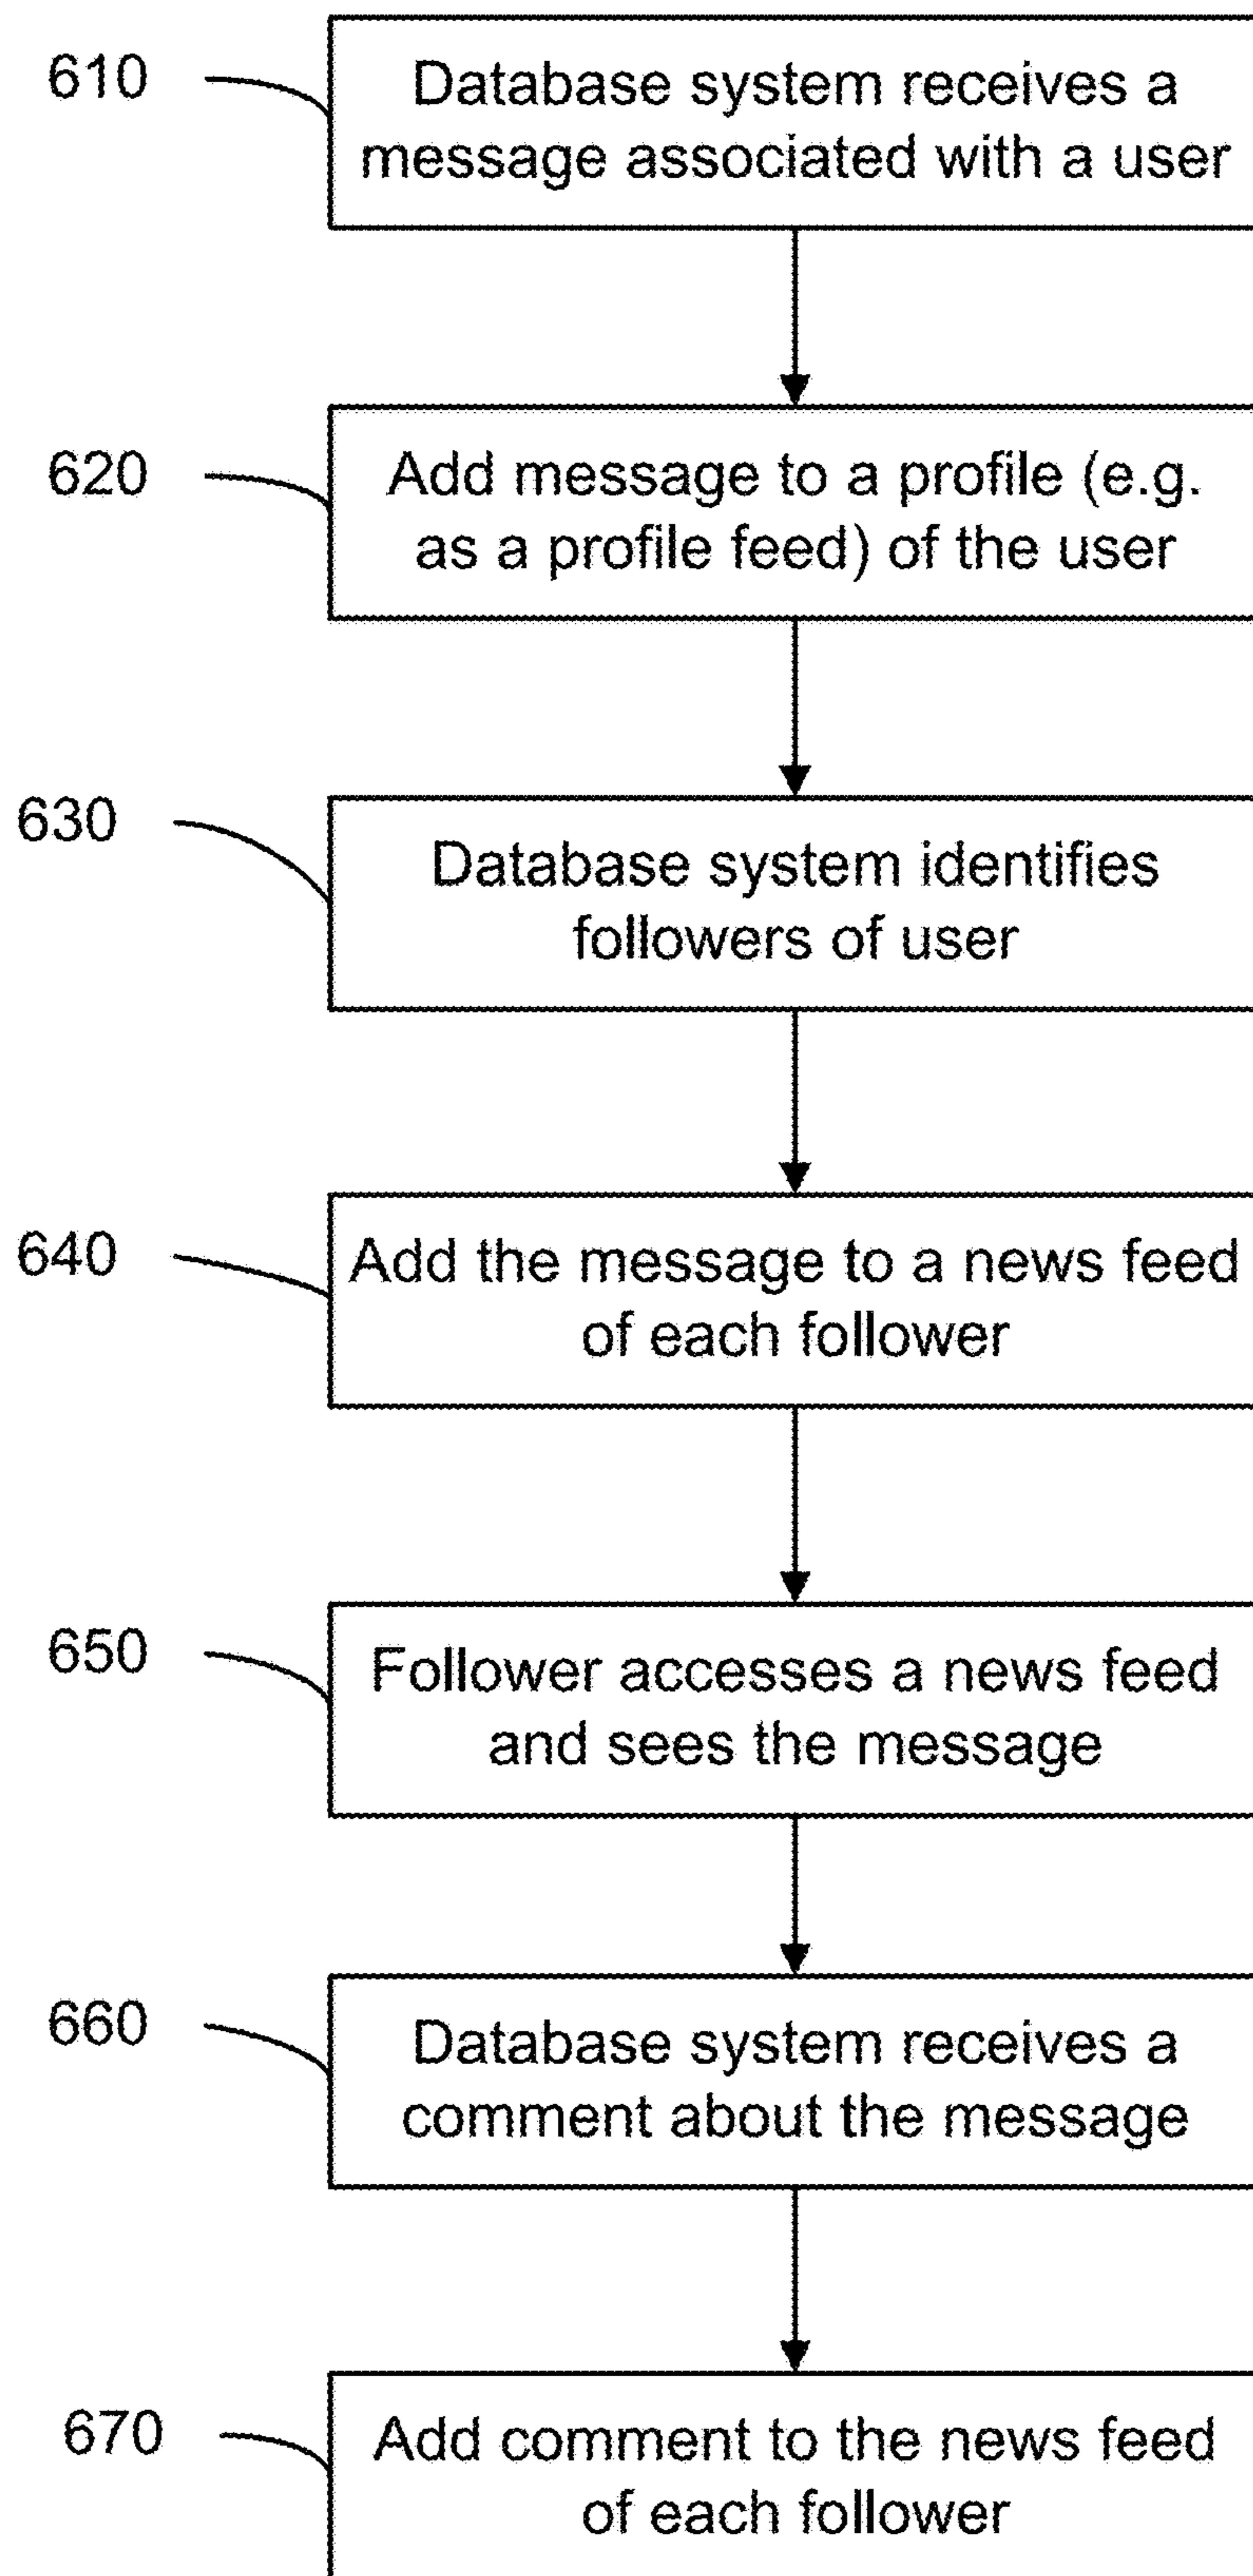 610
Database system receives a
message associated with a user
620
Add message to a profile (e.g.
as a profile feed) of the user
630
Database system identifies
followers of user
640
Add the message to a news feed
of each follower
650
Follower accesses a news feed
and sees the message
660
Database system receives a
comment about the message
670
Add comment to the news feed
of each follower